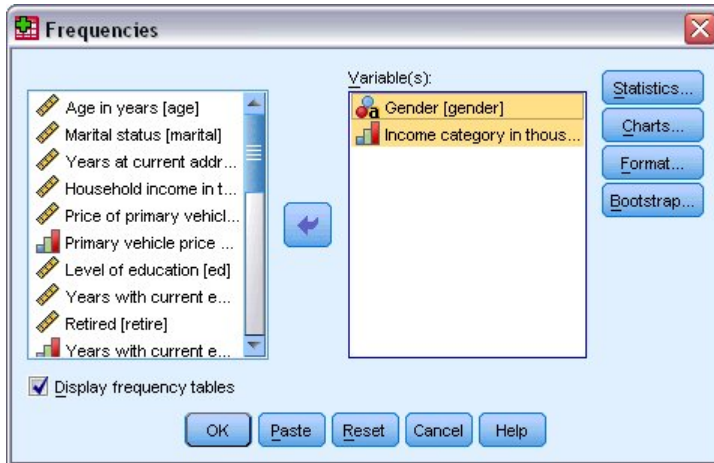 Frequencies
Variable(s):
Age in years [age]
Marital status [marital]
Years at current addr...
Household income in t...
Price of primary vehicl...
Primary vehicle price ...
Level of education [ed]
Years with current e...
Retired [retire]
Years with current e...
a Gender [gender]
Income category in thous...
Statistics...
Charts...
Format...
Bootstrap...
Display frequency tables
OK Paste Reset Cancel Help